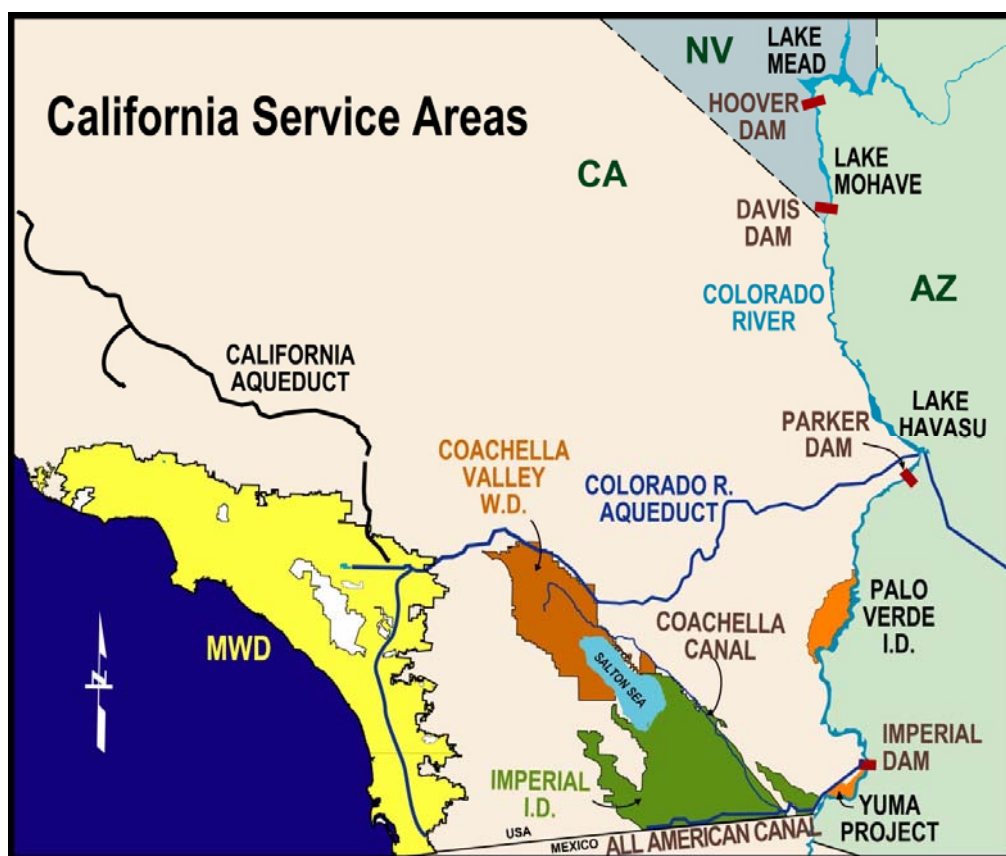 California Service Areas
NV
LAKE
MEAD
HOOVER
DAM
CA
LAKE
MOHAVE
DAVIS
DAM
COLORADO
RIVER
AZ
CALIFORNIA
AQUEDUCT
LAKE
HAVASU
PARKER
DAM
COACHELLA
VALLEY
W.D.
COLORADO R.
AQUEDUCT
PALO
VERDE
I.D.
COACHELLA
CANAL
MWD
SALTON SEA
IMPERIAL
DAM
IMPERIAL
I.D.
YUMA
PROJECT
USA
MEXICO
ALL AMERICAN CANAL